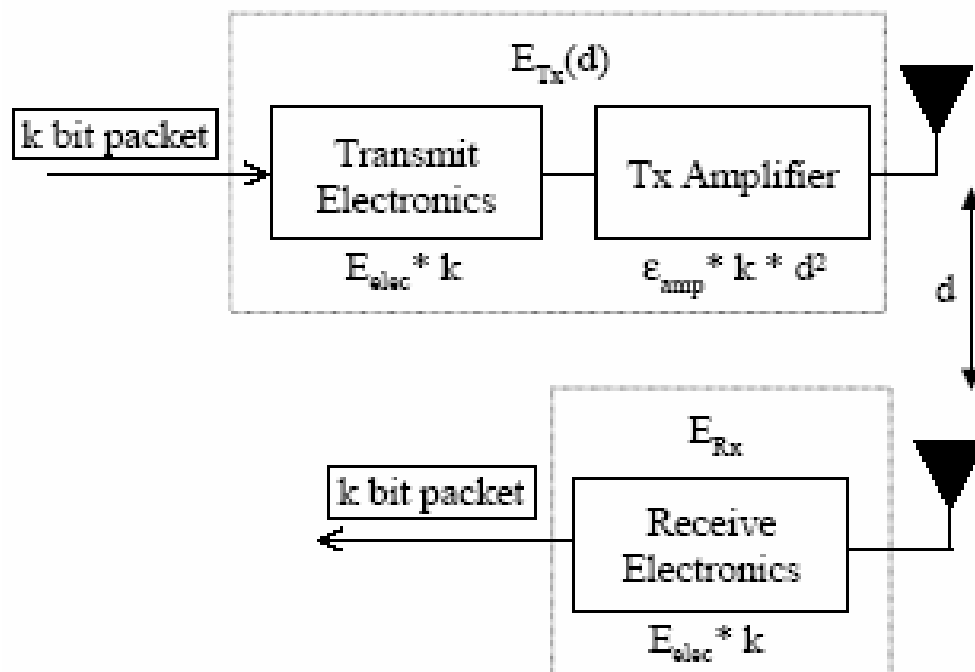 E_Tx(d)
k bit packet
Transmit
Electronics
Tx Amplifier
E_elec * k
ε_amp * k * d²
d
E_Rx
k bit packet
Receive
Electronics
E_elec * k